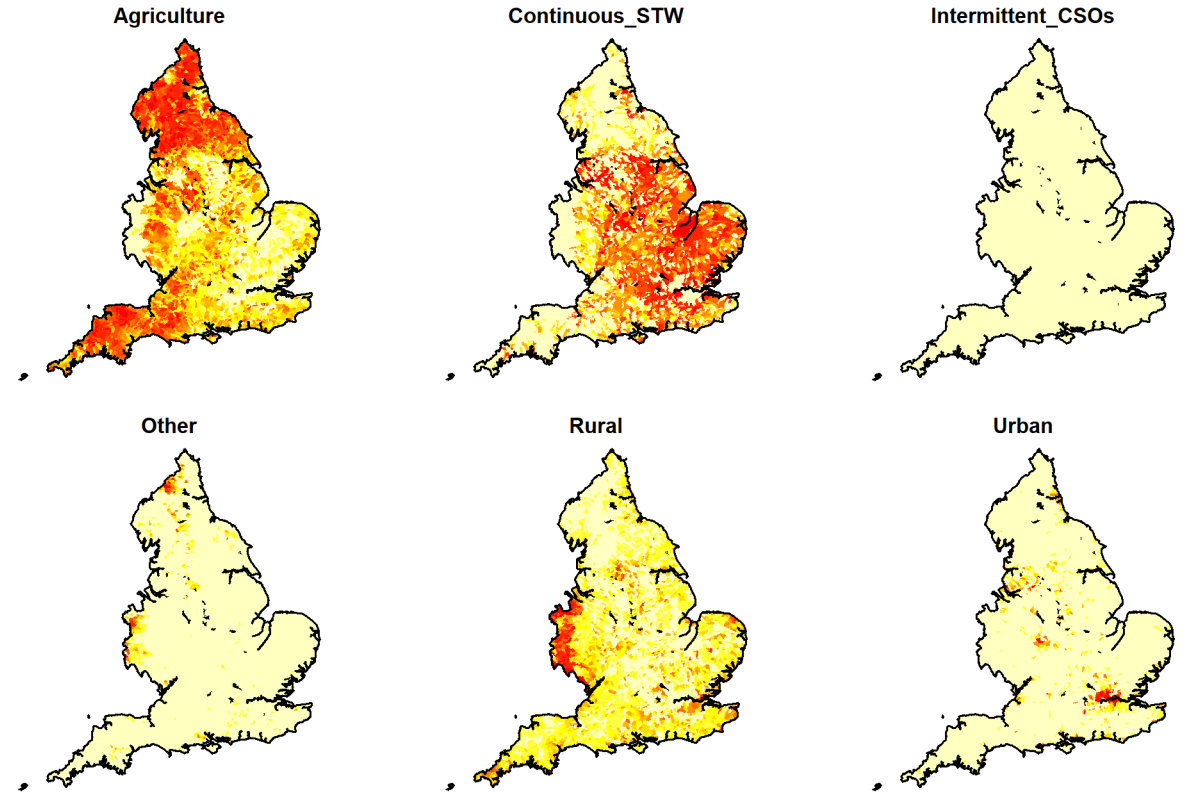 Agriculture
Continuous_STW
Intermittent_CSOs
Other
Rural
Urban